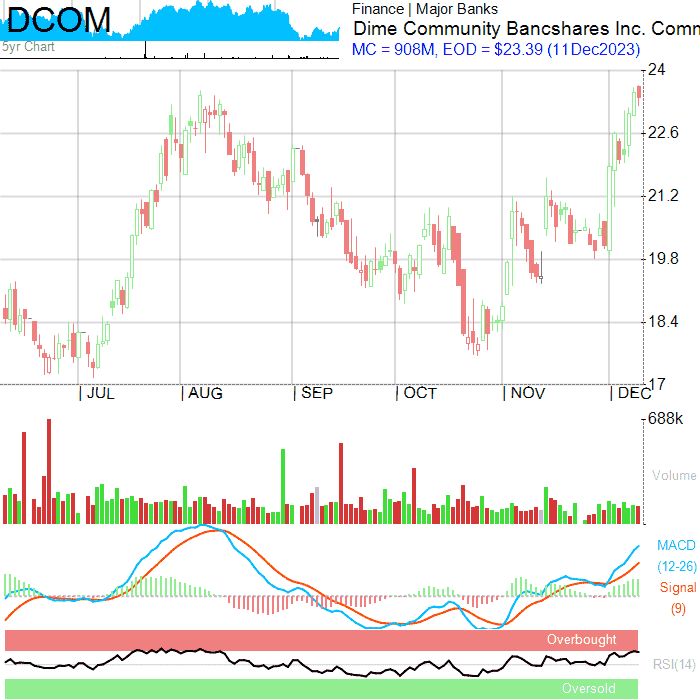 DCOM
5yr Chart
Finance | Major Banks
Dime Community Bancshares Inc. Comm
MC = 908M, EOD = $23.39 (11Dec2023)
24
22.6
21.2
19.8
18.4
17
| JUL | AUG | SEP | OCT | NOV | DEC
688k
Volume
MACD
(12-26)
Signal
(9)
Overbought
RSI(14)
Oversold